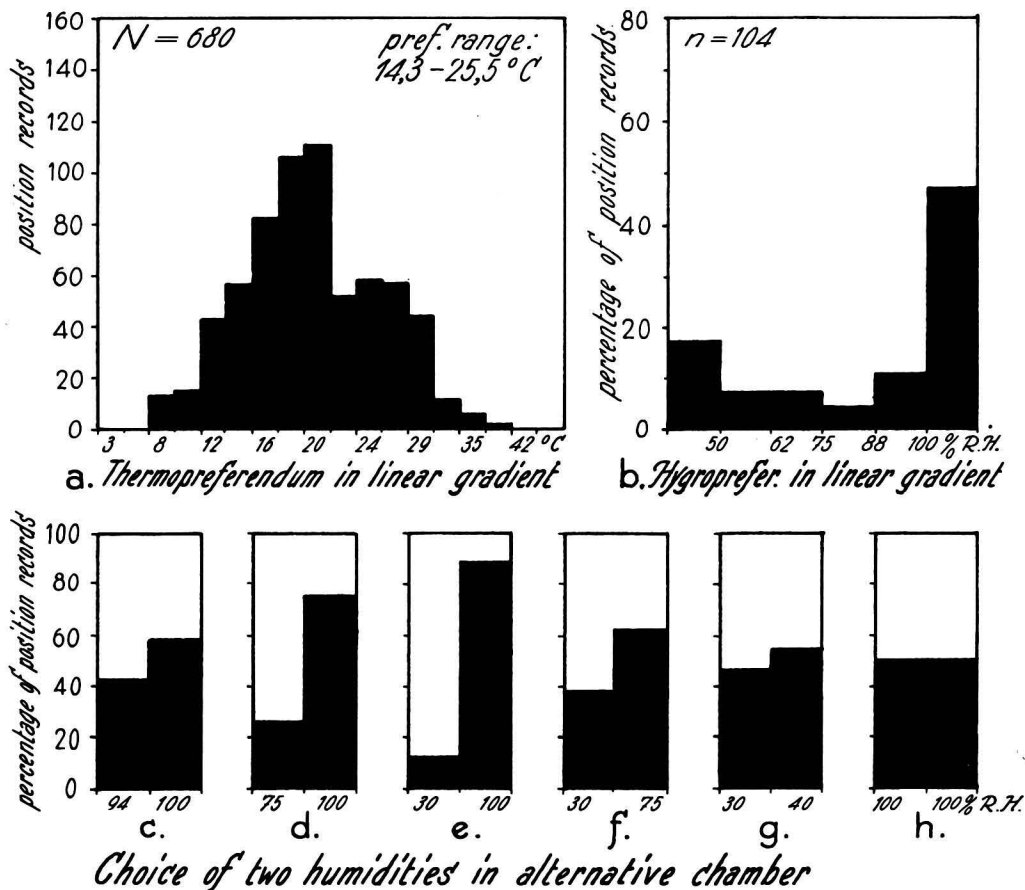 position records
160
140
120
100
80
60
40
20
0
N = 680
pref. range:
14,3 – 25,5 °C
3 8 12 16 20 24 29 35 42 °C
a. Thermopreferendum in linear gradient
percentage of position records
80
60
40
20
0
n = 104
50 62 75 88 100 % R.H.
b. Hygroprefer. in linear gradient
percentage of position records
100
80
60
40
20
0
94 100
c.
75 100
d.
30 100
e.
30 75
f.
30 40
g.
100 100% R.H.
h.
Choice of two humidities in alternative chamber